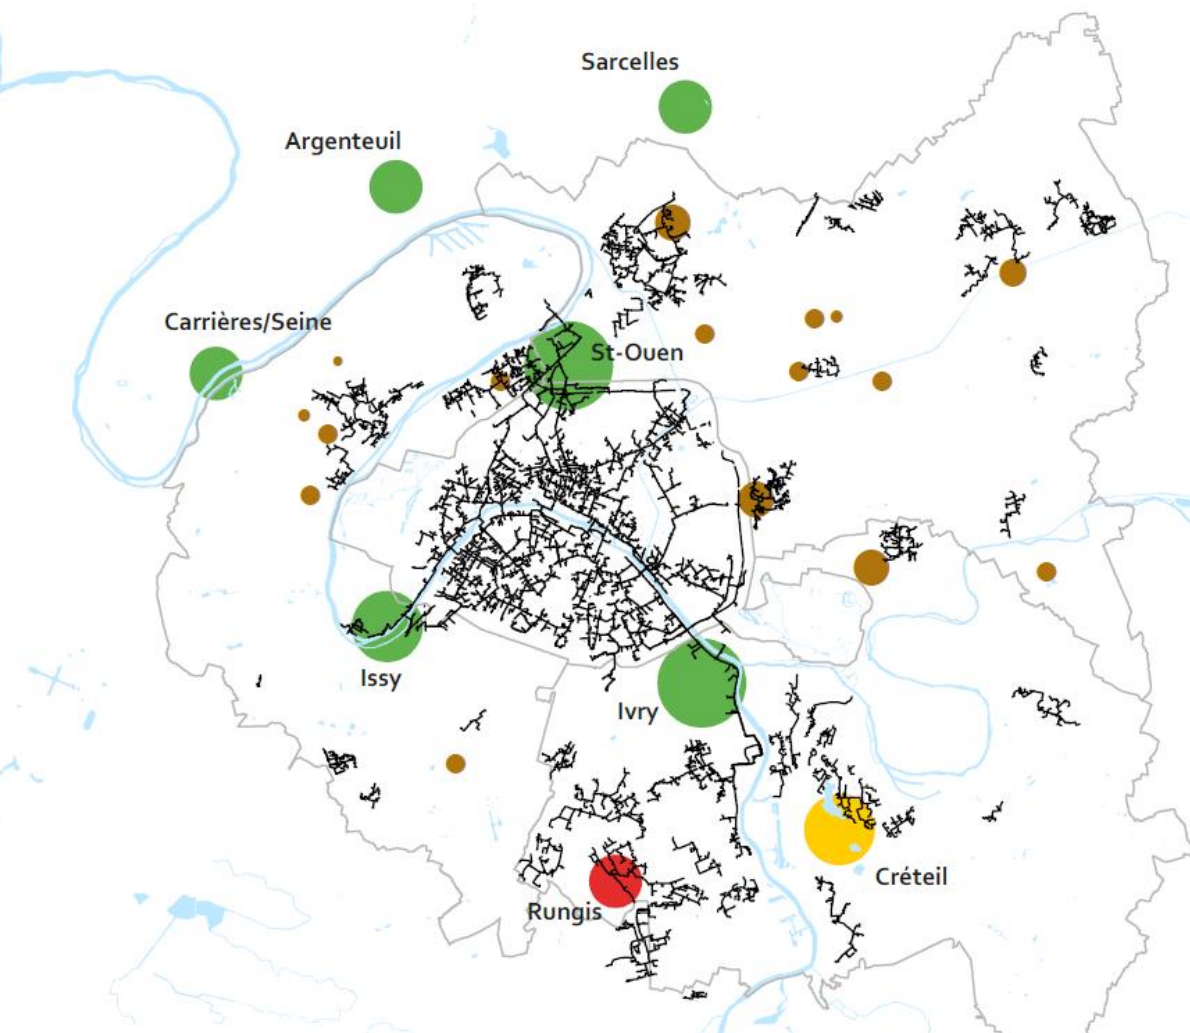 Sarcelles
Argenteuil
Carrières/Seine
St-Ouen
Issy
Ivry
Créteil
Rungis